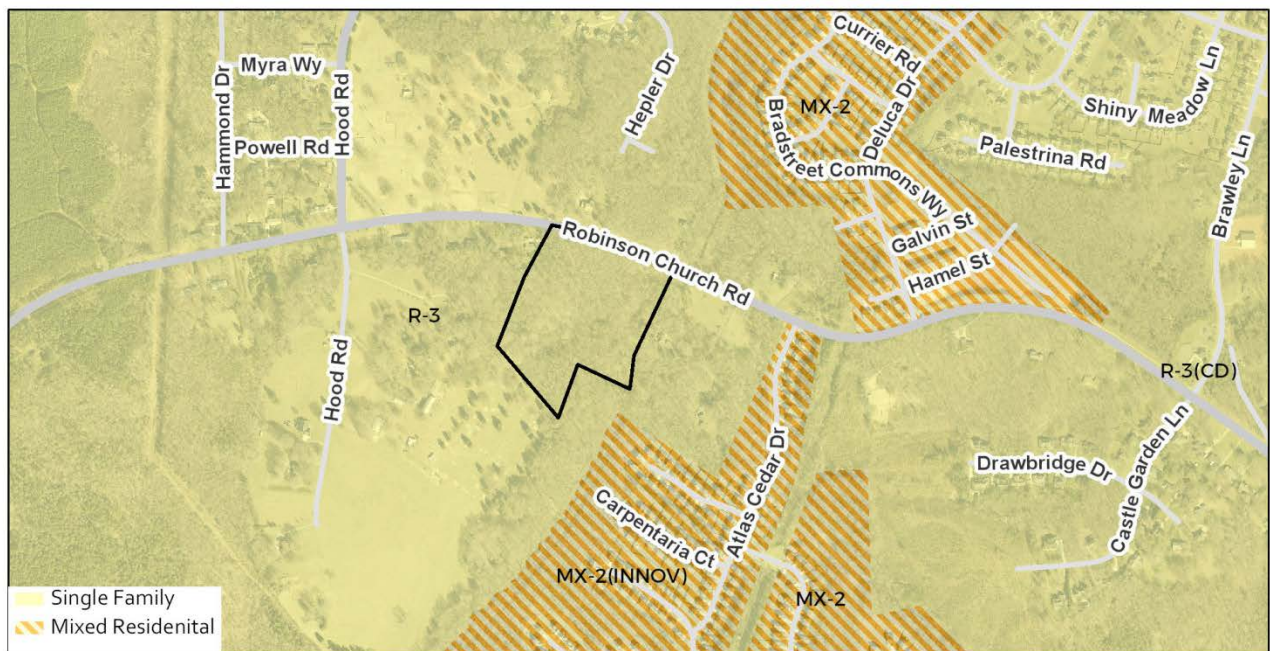 Currier Rd
Myra Wy
Hood Rd
Hammond Dr
Powell Rd
Hepler Dr
MX-2
Deluca Dr
Bradstreet Commons Wy
Shiny Meadow Ln
Palestrina Rd
Brawley Ln
Robinson Church Rd
Galvin St
Hamel St
R-3
Hood Rd
R-3(CD)
Atlas Cedar Dr
Drawbridge Dr
Castle Garden Ln
Carpentaria Ct
MX-2(INNOV)
MX-2
Single Family
Mixed Residenital